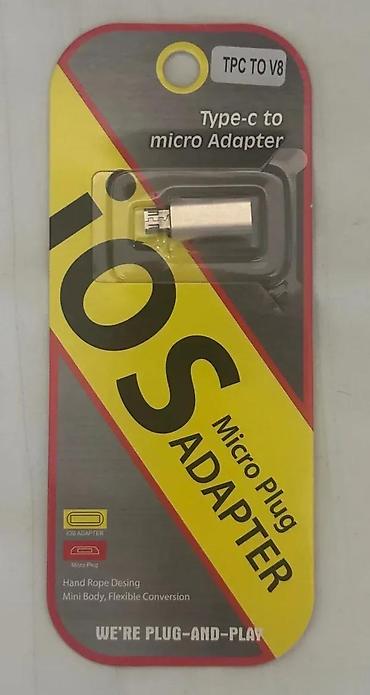 TPC TO V8
Type-c to
micro Adapter
iOS
Micro Plug
ADAPTER
iOS ADAPTER
Micro Plug
Hand Rope Desing
Mini Body, Flexible Conversion
WE'RE PLUG-AND-PLAY